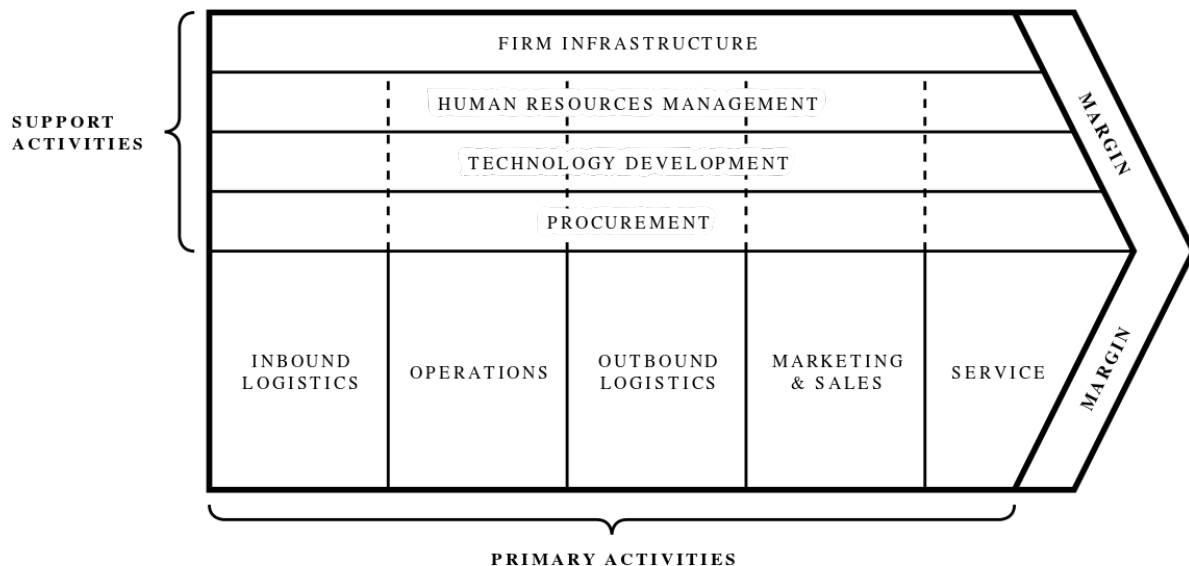 FIRM INFRASTRUCTURE
HUMAN RESOURCES MANAGEMENT
SUPPORT
ACTIVITIES
TECHNOLOGY DEVELOPMENT
PROCUREMENT
MARGIN
INBOUND
LOGISTICS
OPERATIONS
OUTBOUND
LOGISTICS
MARKETING
& SALES
SERVICE
MARGIN
PRIMARY ACTIVITIES